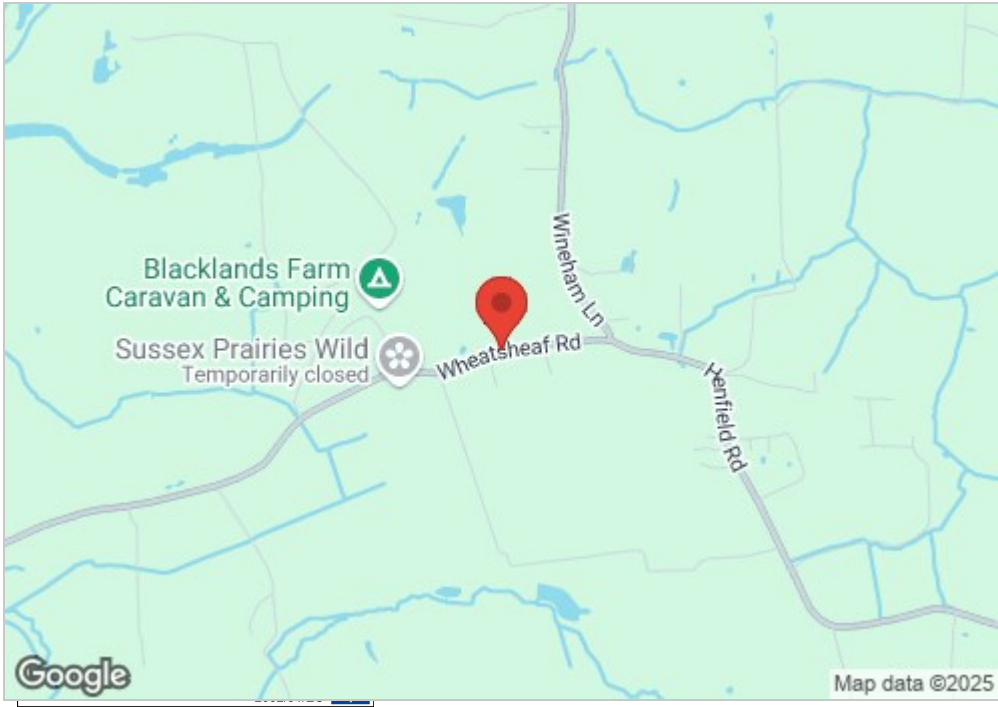 Wineham Ln
Blacklands Farm
Caravan & Camping
Sussex Prairies Wild
Temporarily closed
Wheatsheaf Rd
Henfield Rd
Google
Map data ©2025